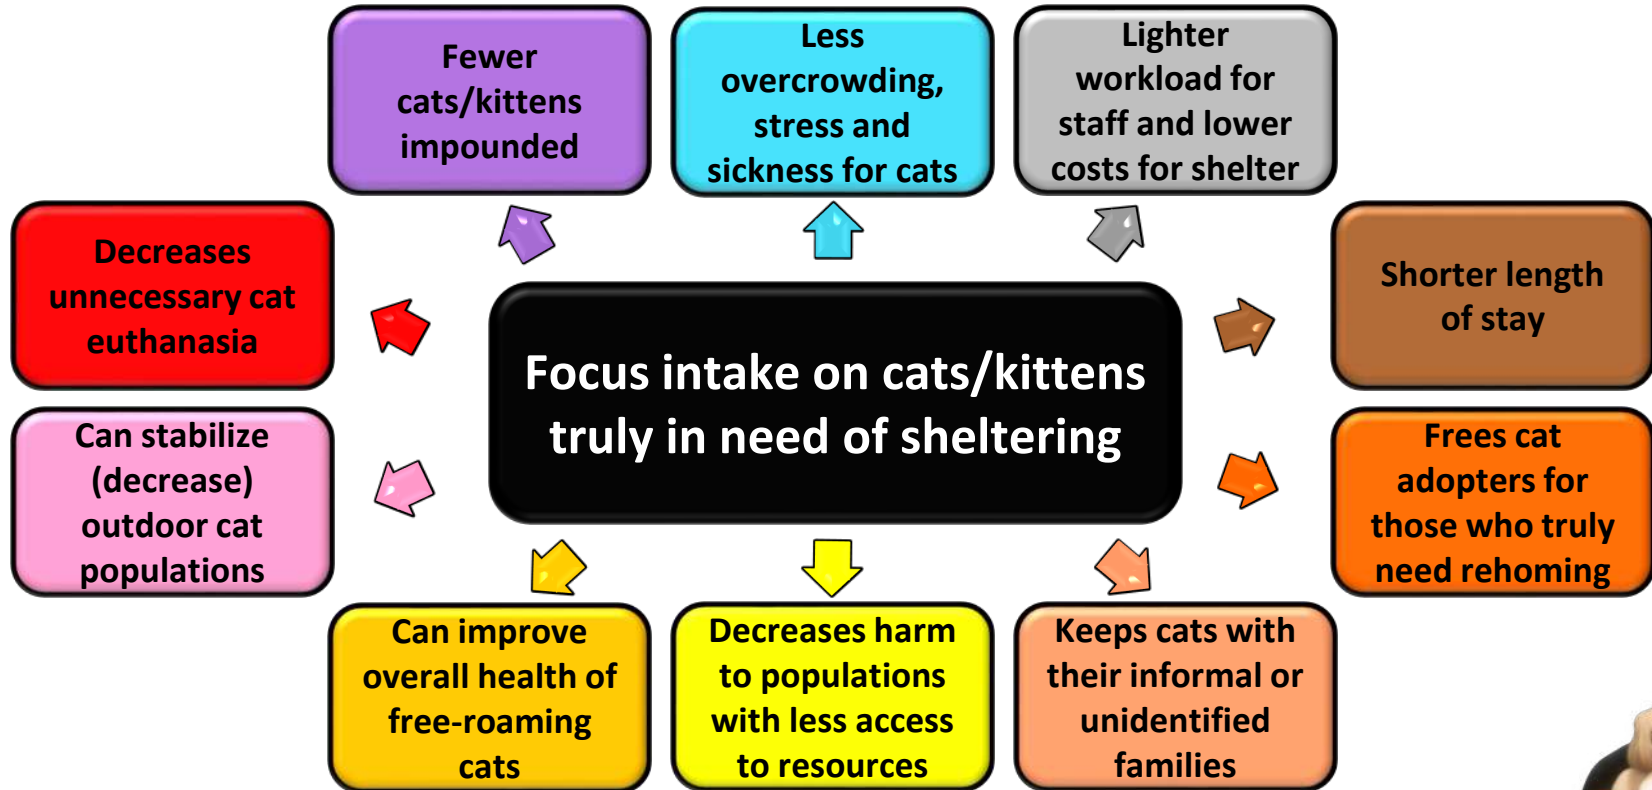 Fewer
cats/kittens
impounded
Less
overcrowding,
stress and
sickness for cats
Lighter
workload for
staff and lower
costs for shelter
Decreases
unnecessary cat
euthanasia
Shorter length
of stay
Focus intake on cats/kittens
truly in need of sheltering
Can stabilize
(decrease)
outdoor cat
populations
Frees cat
adopters for
those who truly
need rehoming
Can improve
overall health of
free-roaming
cats
Decreases harm
to populations
with less access
to resources
Keeps cats with
their informal or
unidentified
families